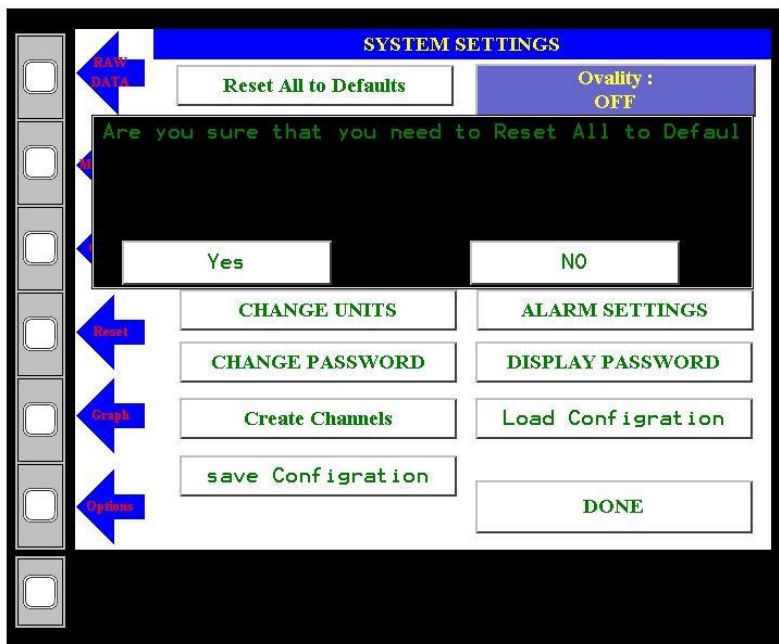 SYSTEM SETTINGS
RAW
DATA
Reset All to Defaults
Ovality :
OFF
Are you sure that you need to Reset All to Defaul
Yes
NO
CHANGE UNITS
ALARM SETTINGS
Reset
CHANGE PASSWORD
DISPLAY PASSWORD
Graph
Create Channels
Load Configration
save Configration
Options
DONE